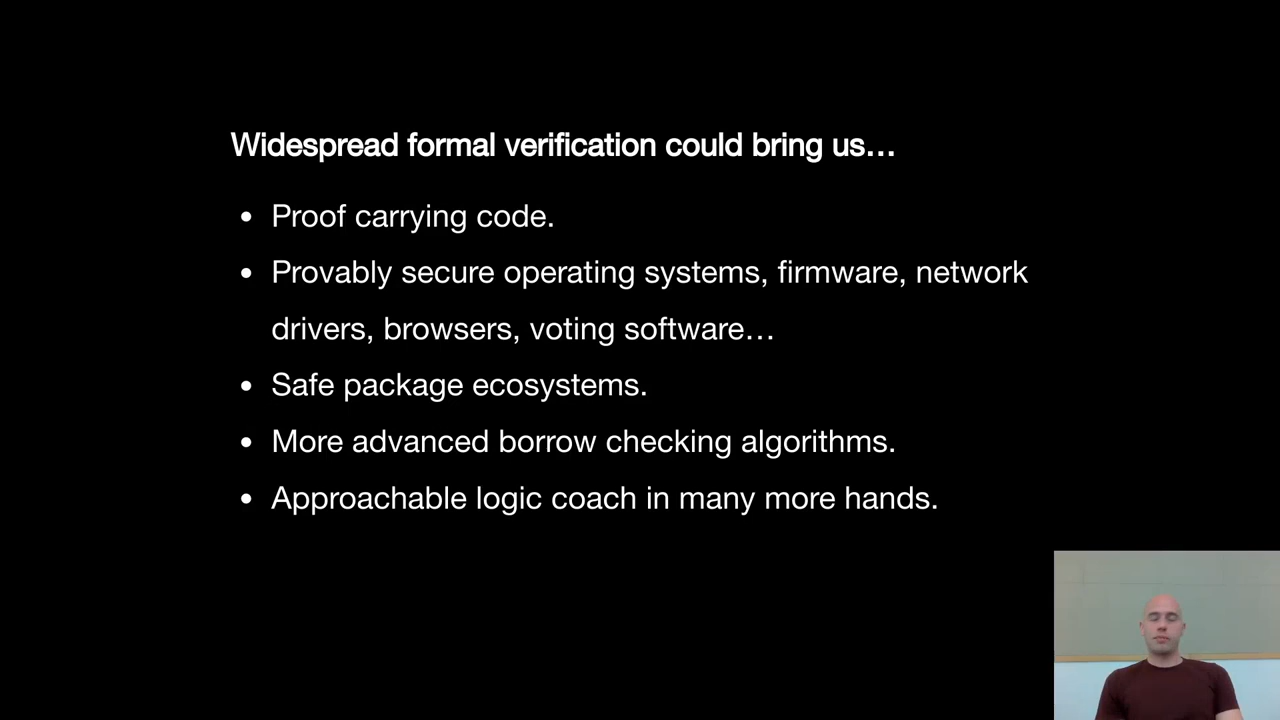 Widespread formal verification could bring us…
• Proof carrying code.
• Provably secure operating systems, firmware, network
drivers, browsers, voting software…
• Safe package ecosystems.
• More advanced borrow checking algorithms.
• Approachable logic coach in many more hands.